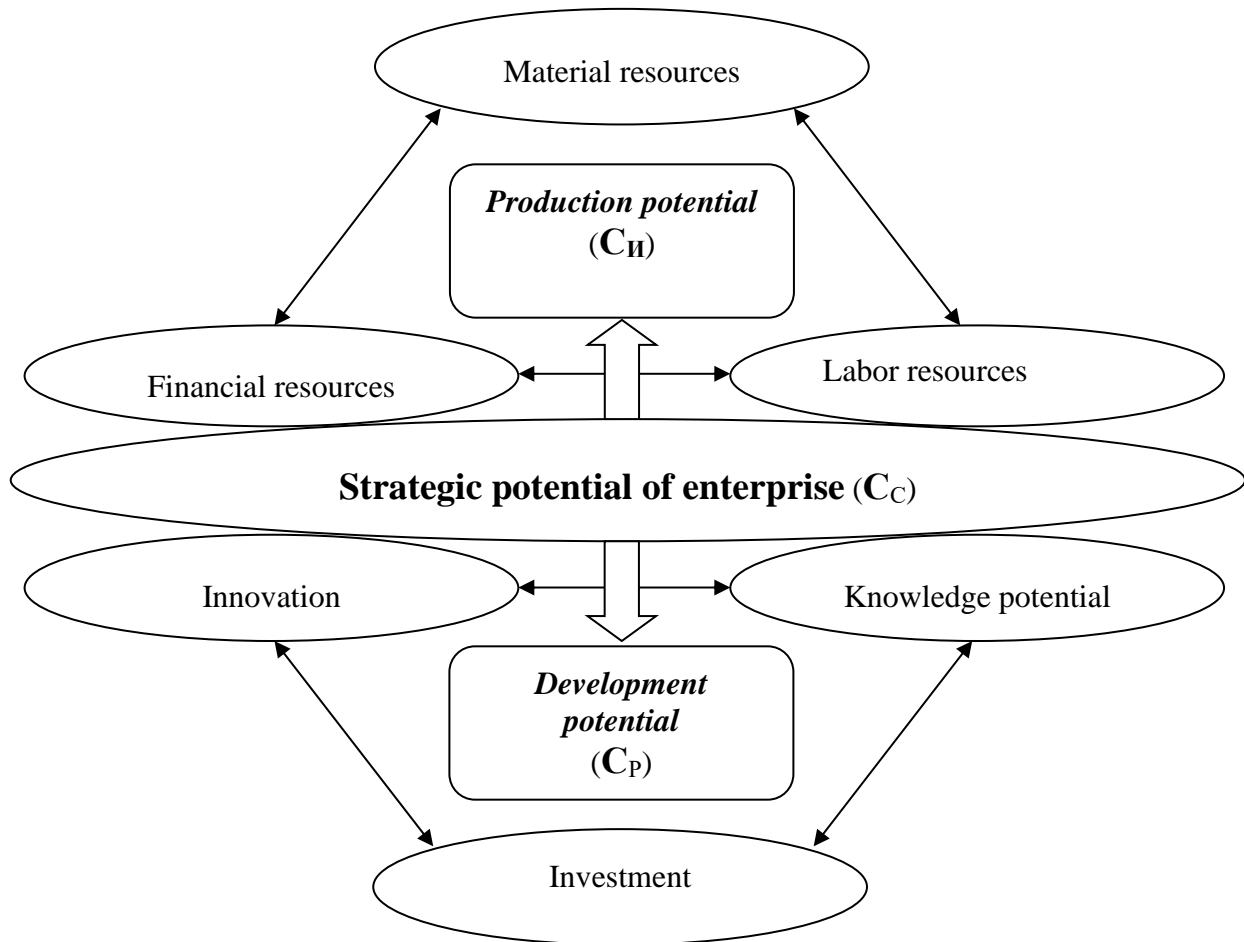 Material resources
Production potential
(CИ)
Financial resources
Labor resources
Strategic potential of enterprise (CC)
Innovation
Knowledge potential
Development
potential
(CP)
Investment